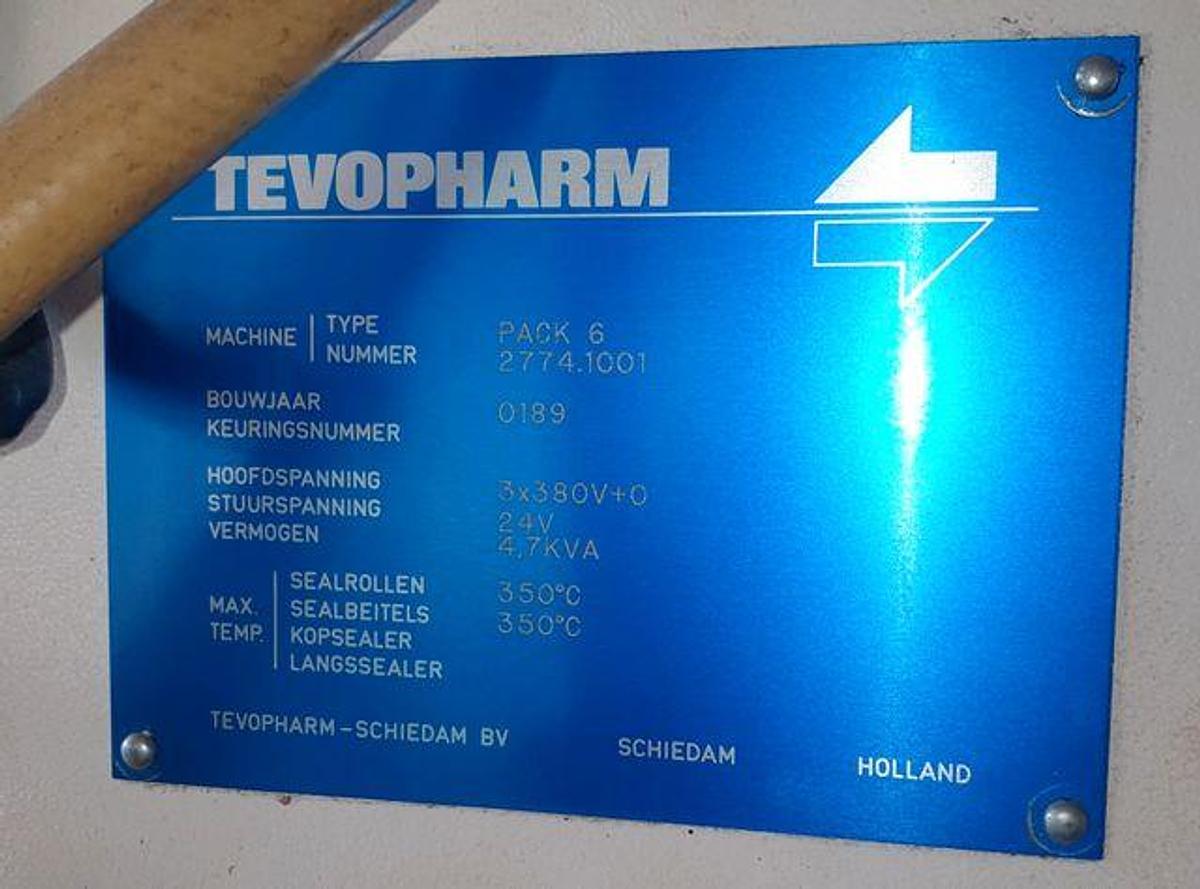 TEVOPHARM
MACHINE TYPE PACK 6
NUMMER 2774.1001
BOUWJAAR 0189
KEURINGSNUMMER
HOOFDSPANNING 3x380V+0
STUURSPANNING 24V
VERMOGEN 4,7KVA
MAX. TEMP. SEALROLLEN 350°C
SEALBEITELS 350°C
KOPSEALER
LANGSSEALER
TEVOPHARM-SCHIEDAM BV SCHIEDAM HOLLAND